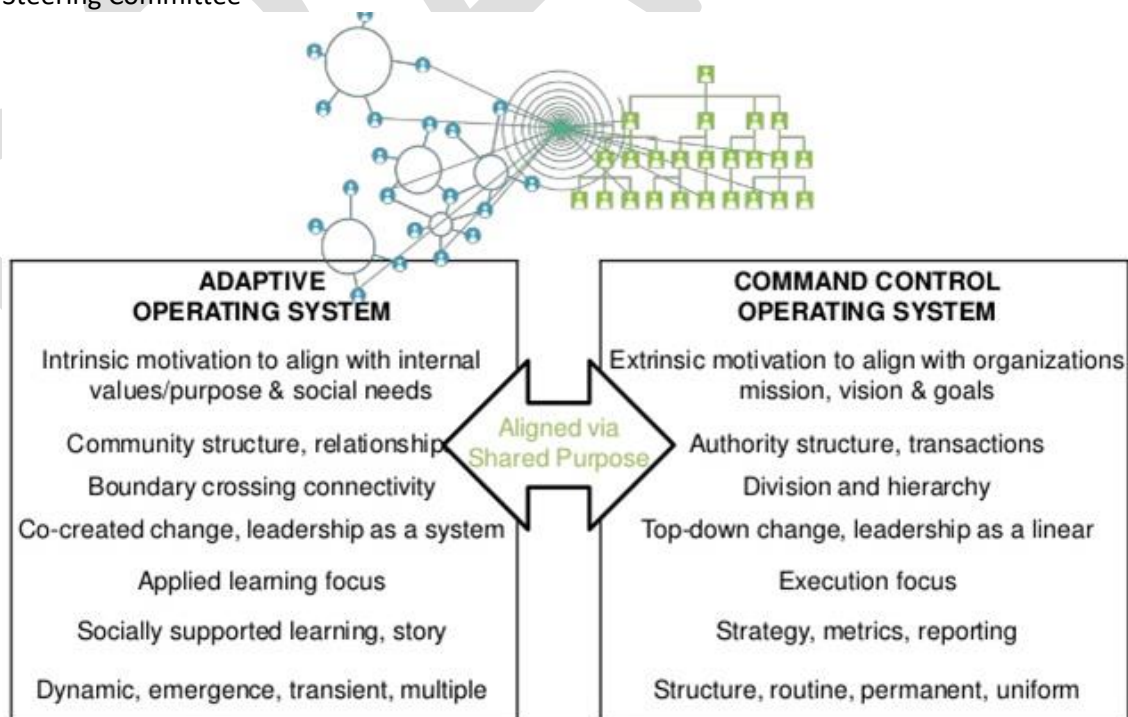 Steering Committee
ADAPTIVE
OPERATING SYSTEM
Intrinsic motivation to align with internal
values/purpose & social needs
Community structure, relationship
Boundary crossing connectivity
Co-created change, leadership as a system
Applied learning focus
Socially supported learning, story
Dynamic, emergence, transient, multiple
Aligned via
Shared Purpose
COMMAND CONTROL
OPERATING SYSTEM
Extrinsic motivation to align with organizations
mission, vision & goals
Authority structure, transactions
Division and hierarchy
Top-down change, leadership as a linear
Execution focus
Strategy, metrics, reporting
Structure, routine, permanent, uniform